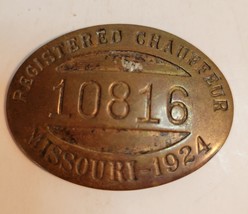 REGISTERED CHAUFFEUR
10816
MISSOURI 1924